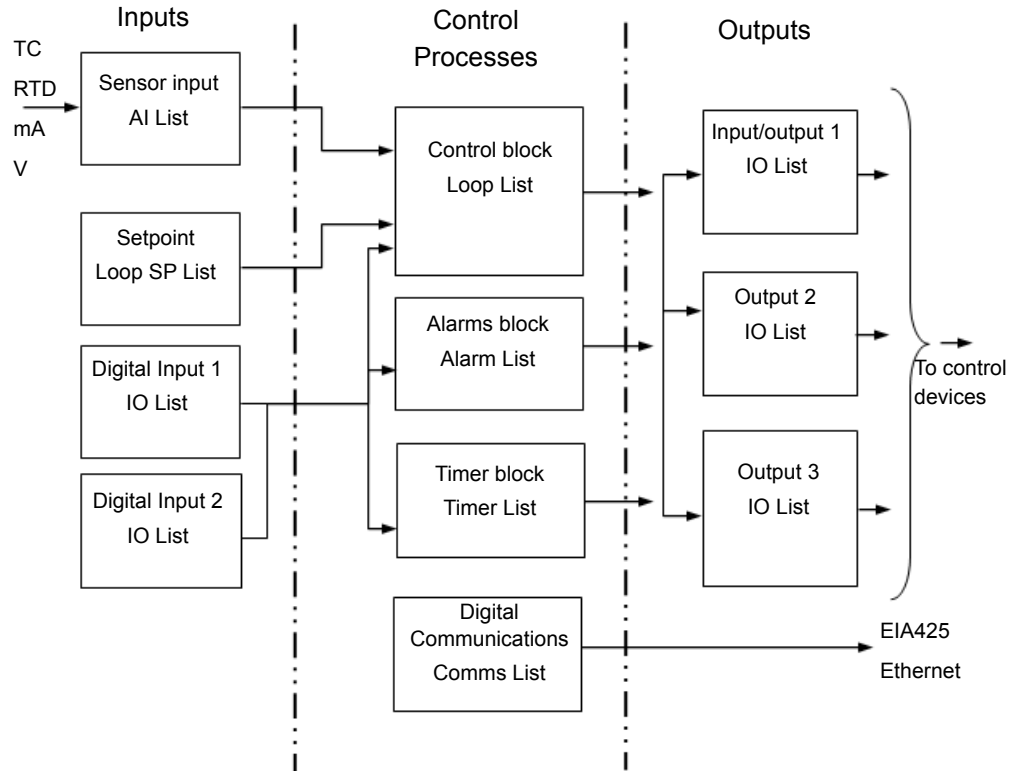 Inputs
Control
Processes
Outputs
TC
RTD
mA
V
Sensor input
AI List
Setpoint
Loop SP List
Digital Input 1
IO List
Digital Input 2
IO List
Control block
Loop List
Alarms block
Alarm List
Timer block
Timer List
Digital
Communications
Comms List
Input/output 1
IO List
Output 2
IO List
Output 3
IO List
To control
devices
EIA425
Ethernet